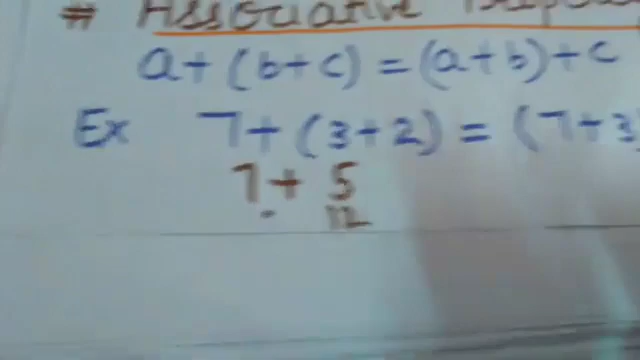 # Associative
a + (b + c) = (a + b) + c
Ex 7 + (3 + 2) = (7 + 3)
7 + 5
12